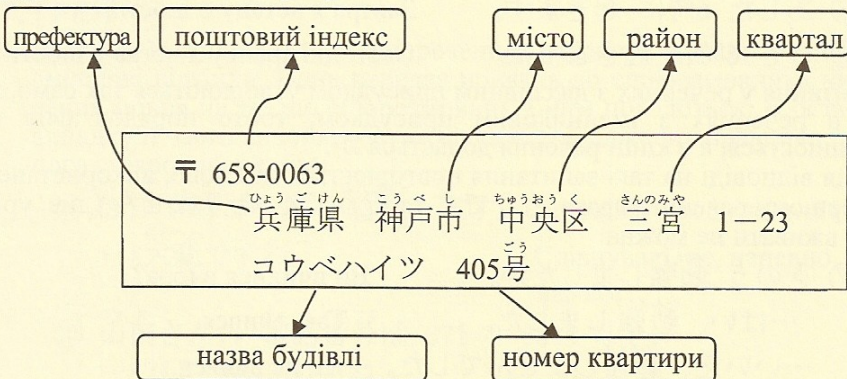 префектура поштовий індекс місто район квартал
〒 658-0063
ひょうごけん こうべし ちゅうおうく さんのみや
兵庫県 神戸市 中央区 三宮 1—23
ごう
コウベハイツ 405号
назва будівлі номер квартири